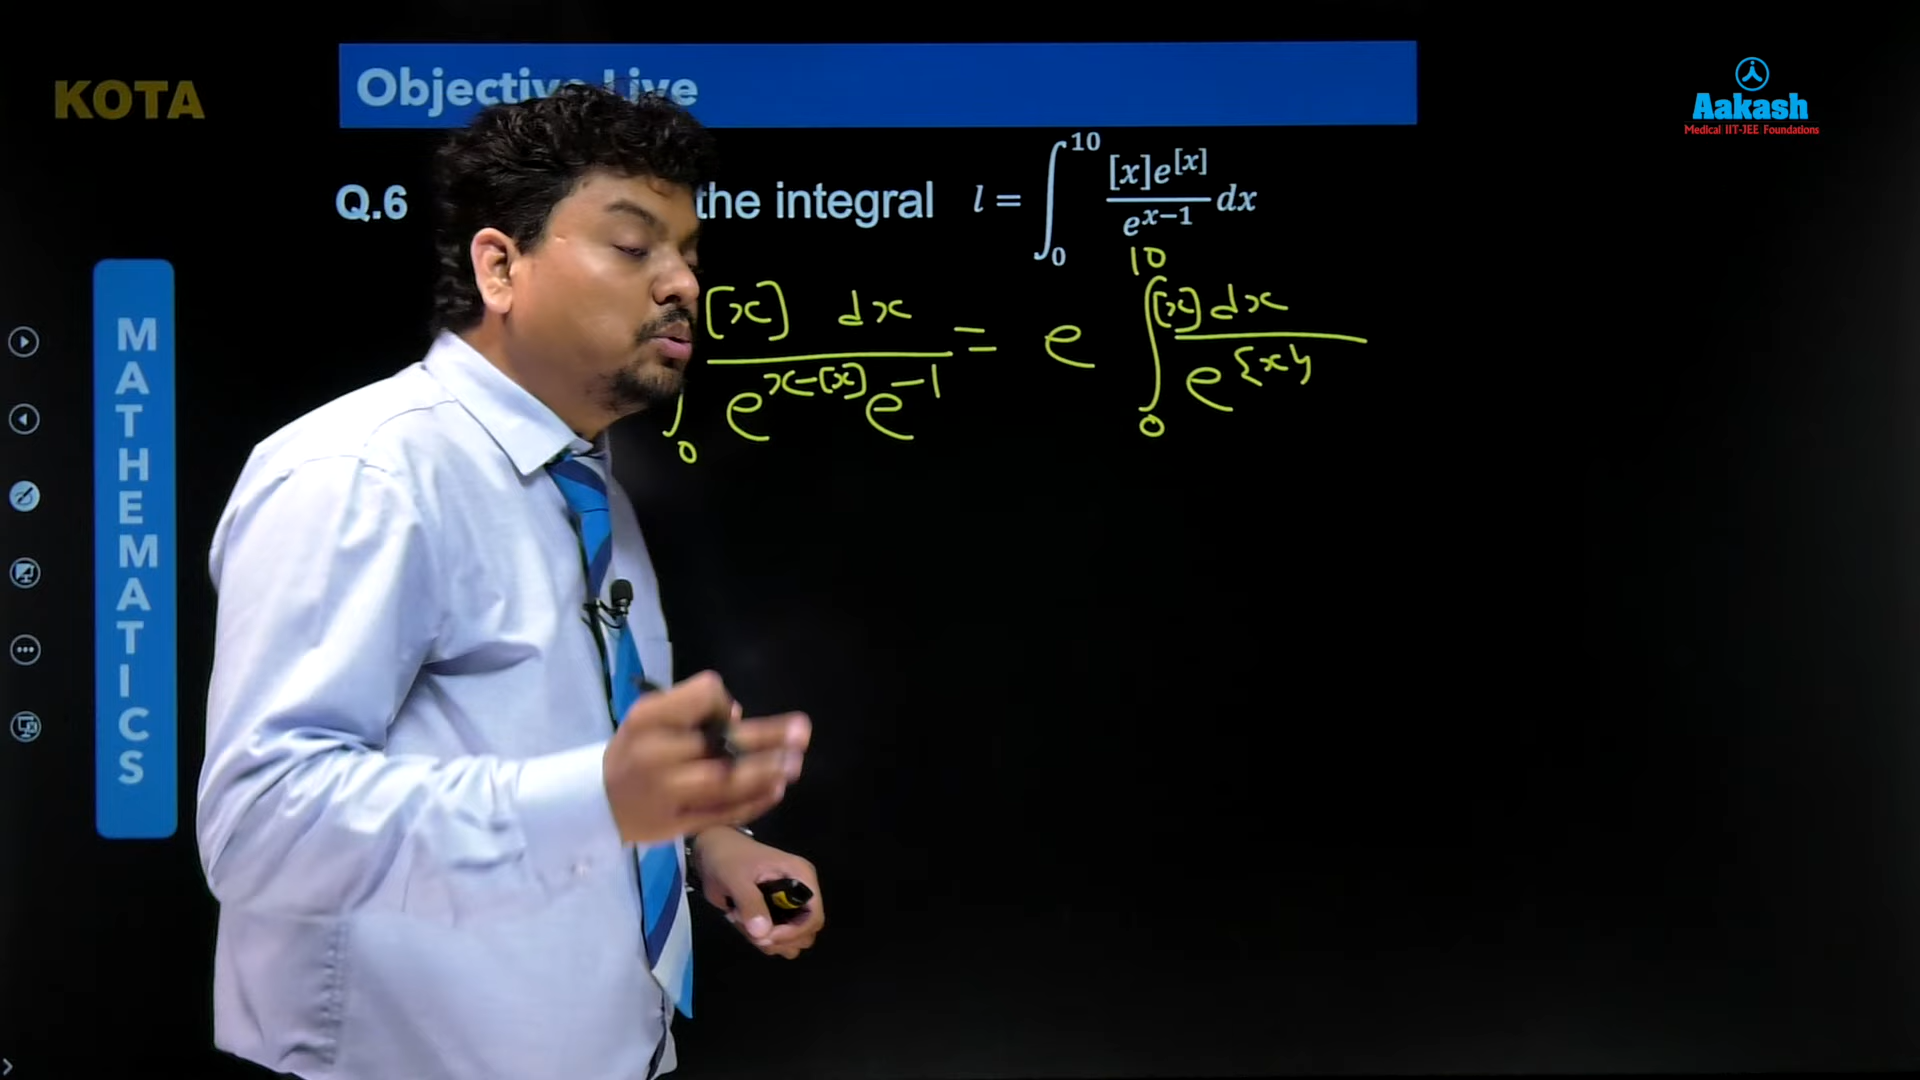 KOTA
Objective Live
Aakash
Medical IIT-JEE Foundations
Q.6 the integral l = ∫₀¹⁰ [x]e^[x] / e^(x−1) dx
∫₀ [x] dx / e^(x−[x]) e^−1 = e ∫₀¹⁰ [x] dx / e^{x}
MATHEMATICS